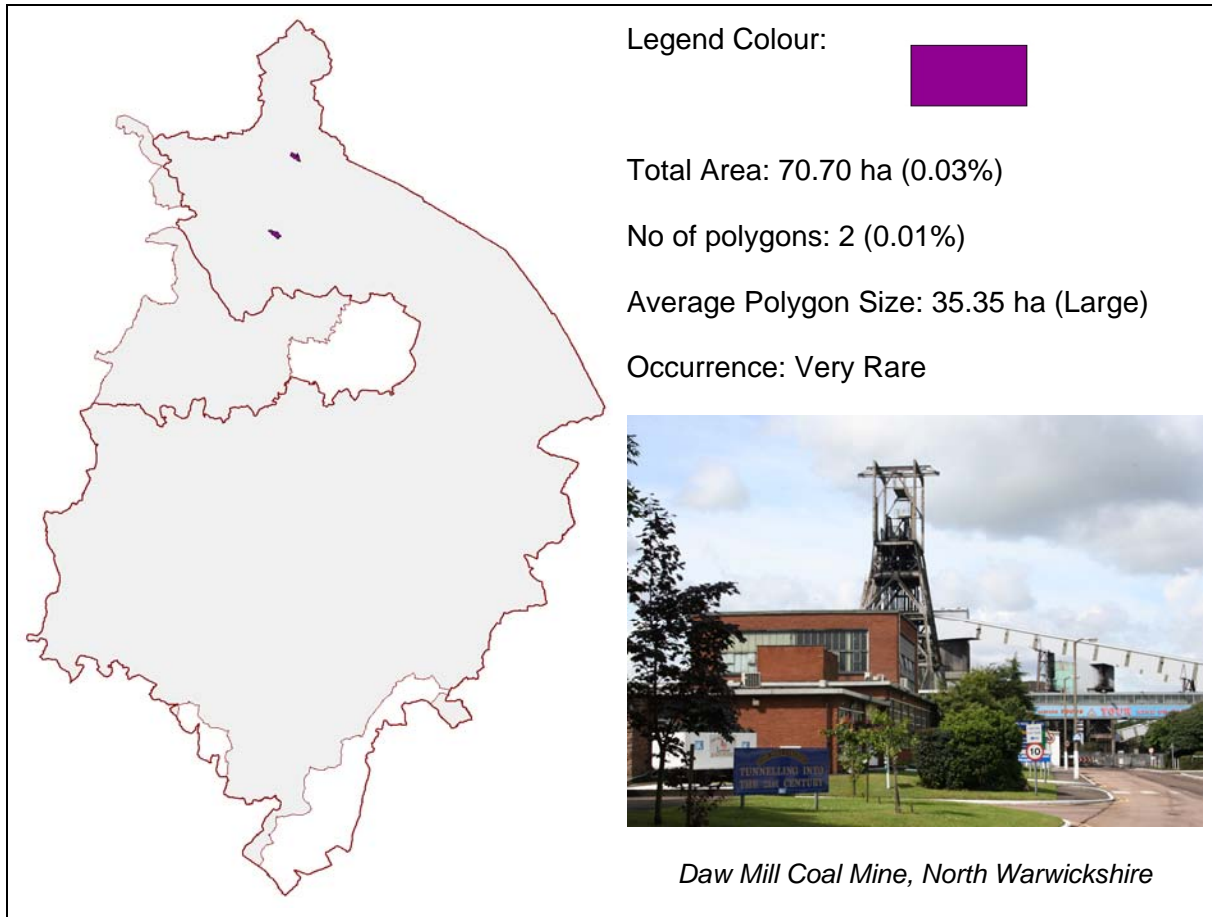 Legend Colour:
Total Area: 70.70 ha (0.03%)
No of polygons: 2 (0.01%)
Average Polygon Size: 35.35 ha (Large)
Occurrence: Very Rare
YOUR
10
TUNNELLING INTO
THE 21st CENTURY
Daw Mill Coal Mine, North Warwickshire